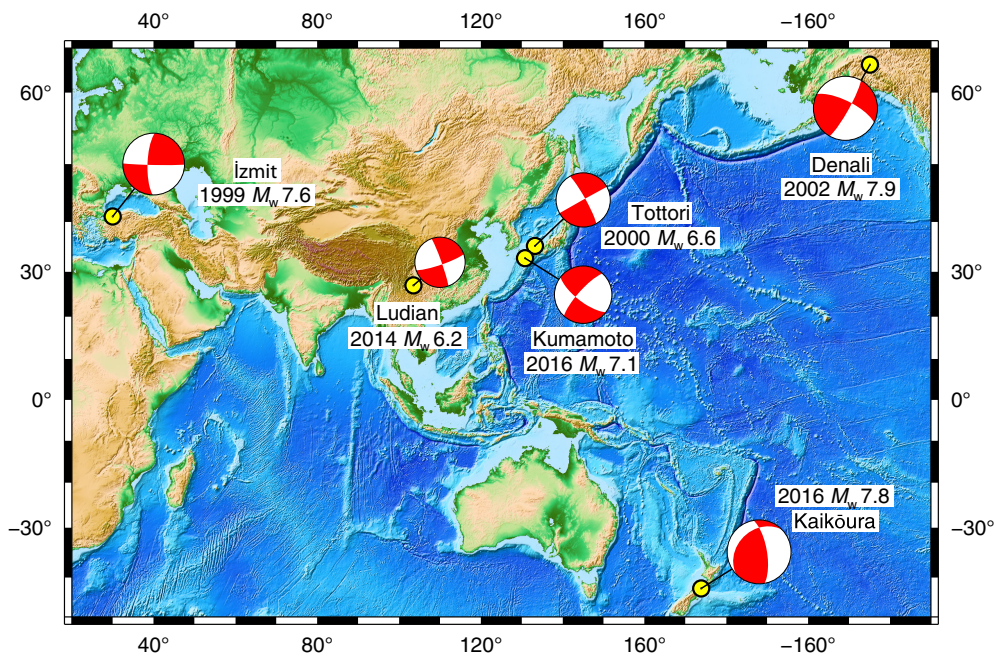 40° 80° 120° 160° −160°
60° 60°
İzmit
1999 Mw 7.6
Denali
2002 Mw 7.9
Tottori
2000 Mw 6.6
30° 30°
Ludian
2014 Mw 6.2
Kumamoto
2016 Mw 7.1
0° 0°
2016 Mw 7.8
Kaikōura
−30° −30°
40° 80° 120° 160° −160°